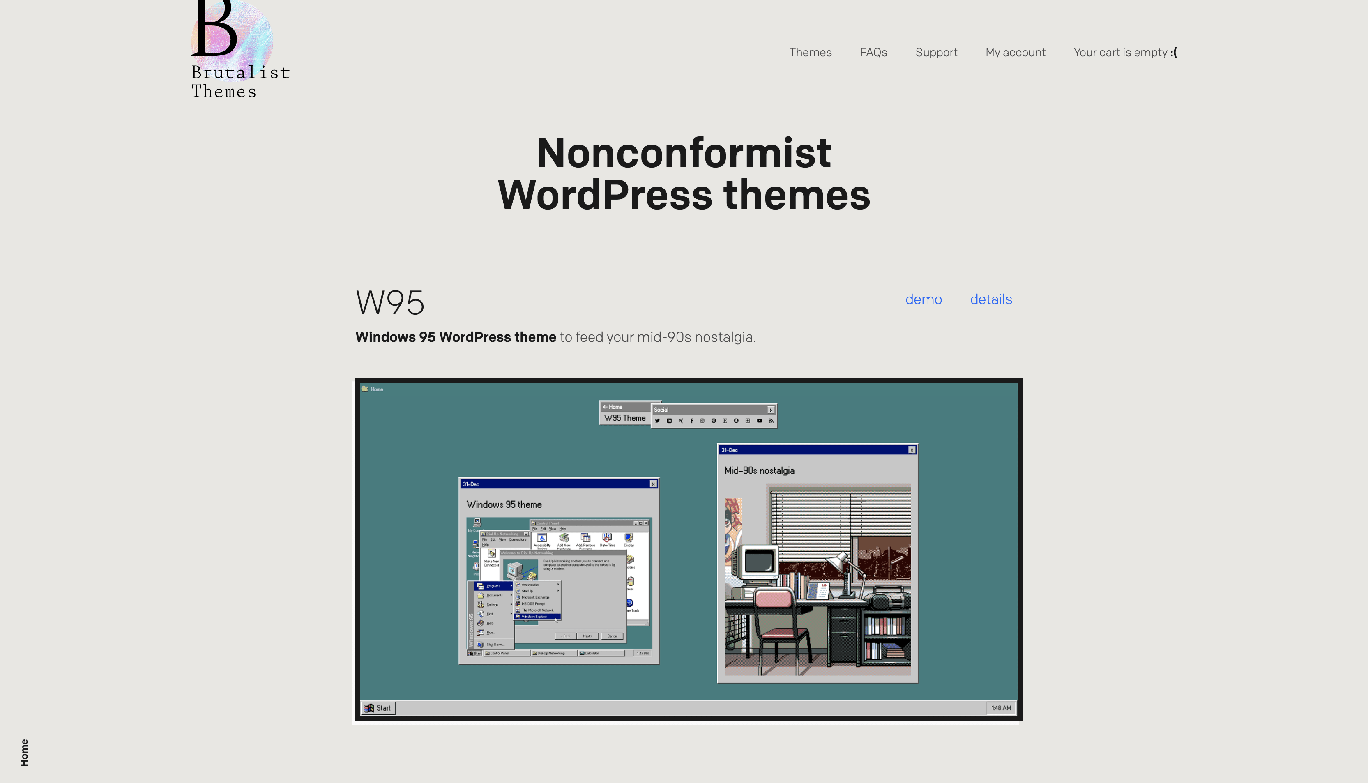 B
Brutalist
Themes
Themes FAQs Support My account Your cart is empty :(
Nonconformist
WordPress themes
W95
demo details
Windows 95 WordPress theme to feed your mid-90s nostalgia.
Home
Home
W95 Theme
Social
31-Dec
Mid-90s nostalgia
31-Dec
Windows 95 theme
Start
1:48 AM
Home